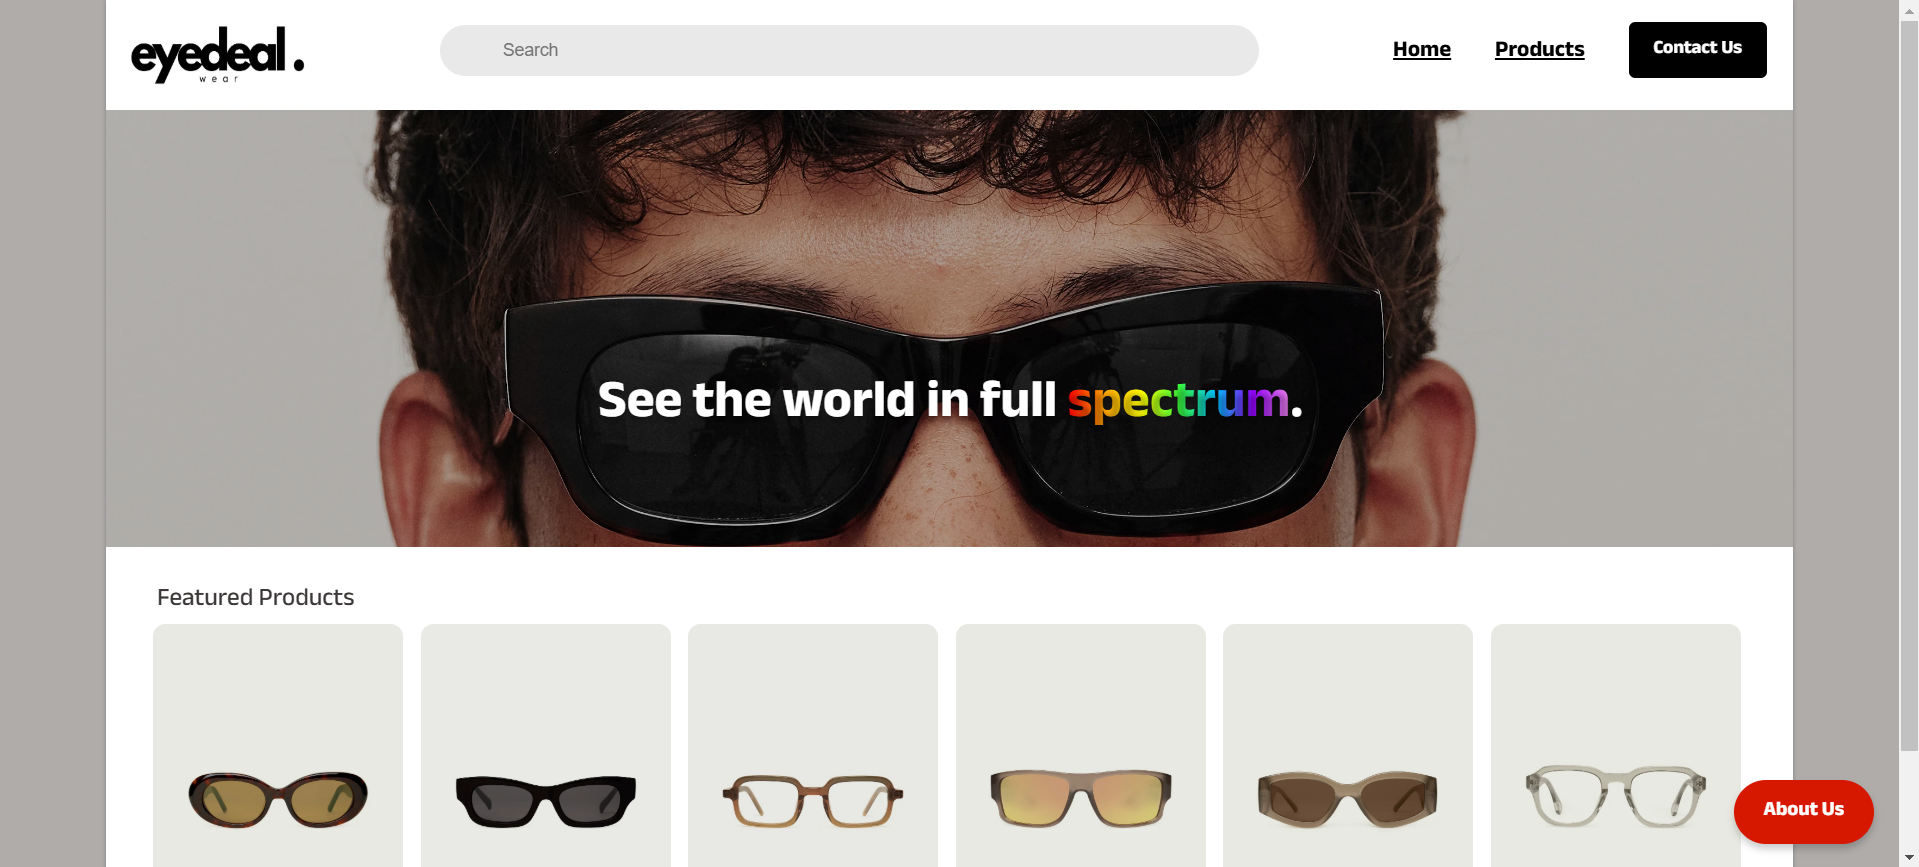 eyedeal.
wear
Search
Home
Products
Contact Us
See the world in full spectrum.
Featured Products
About Us